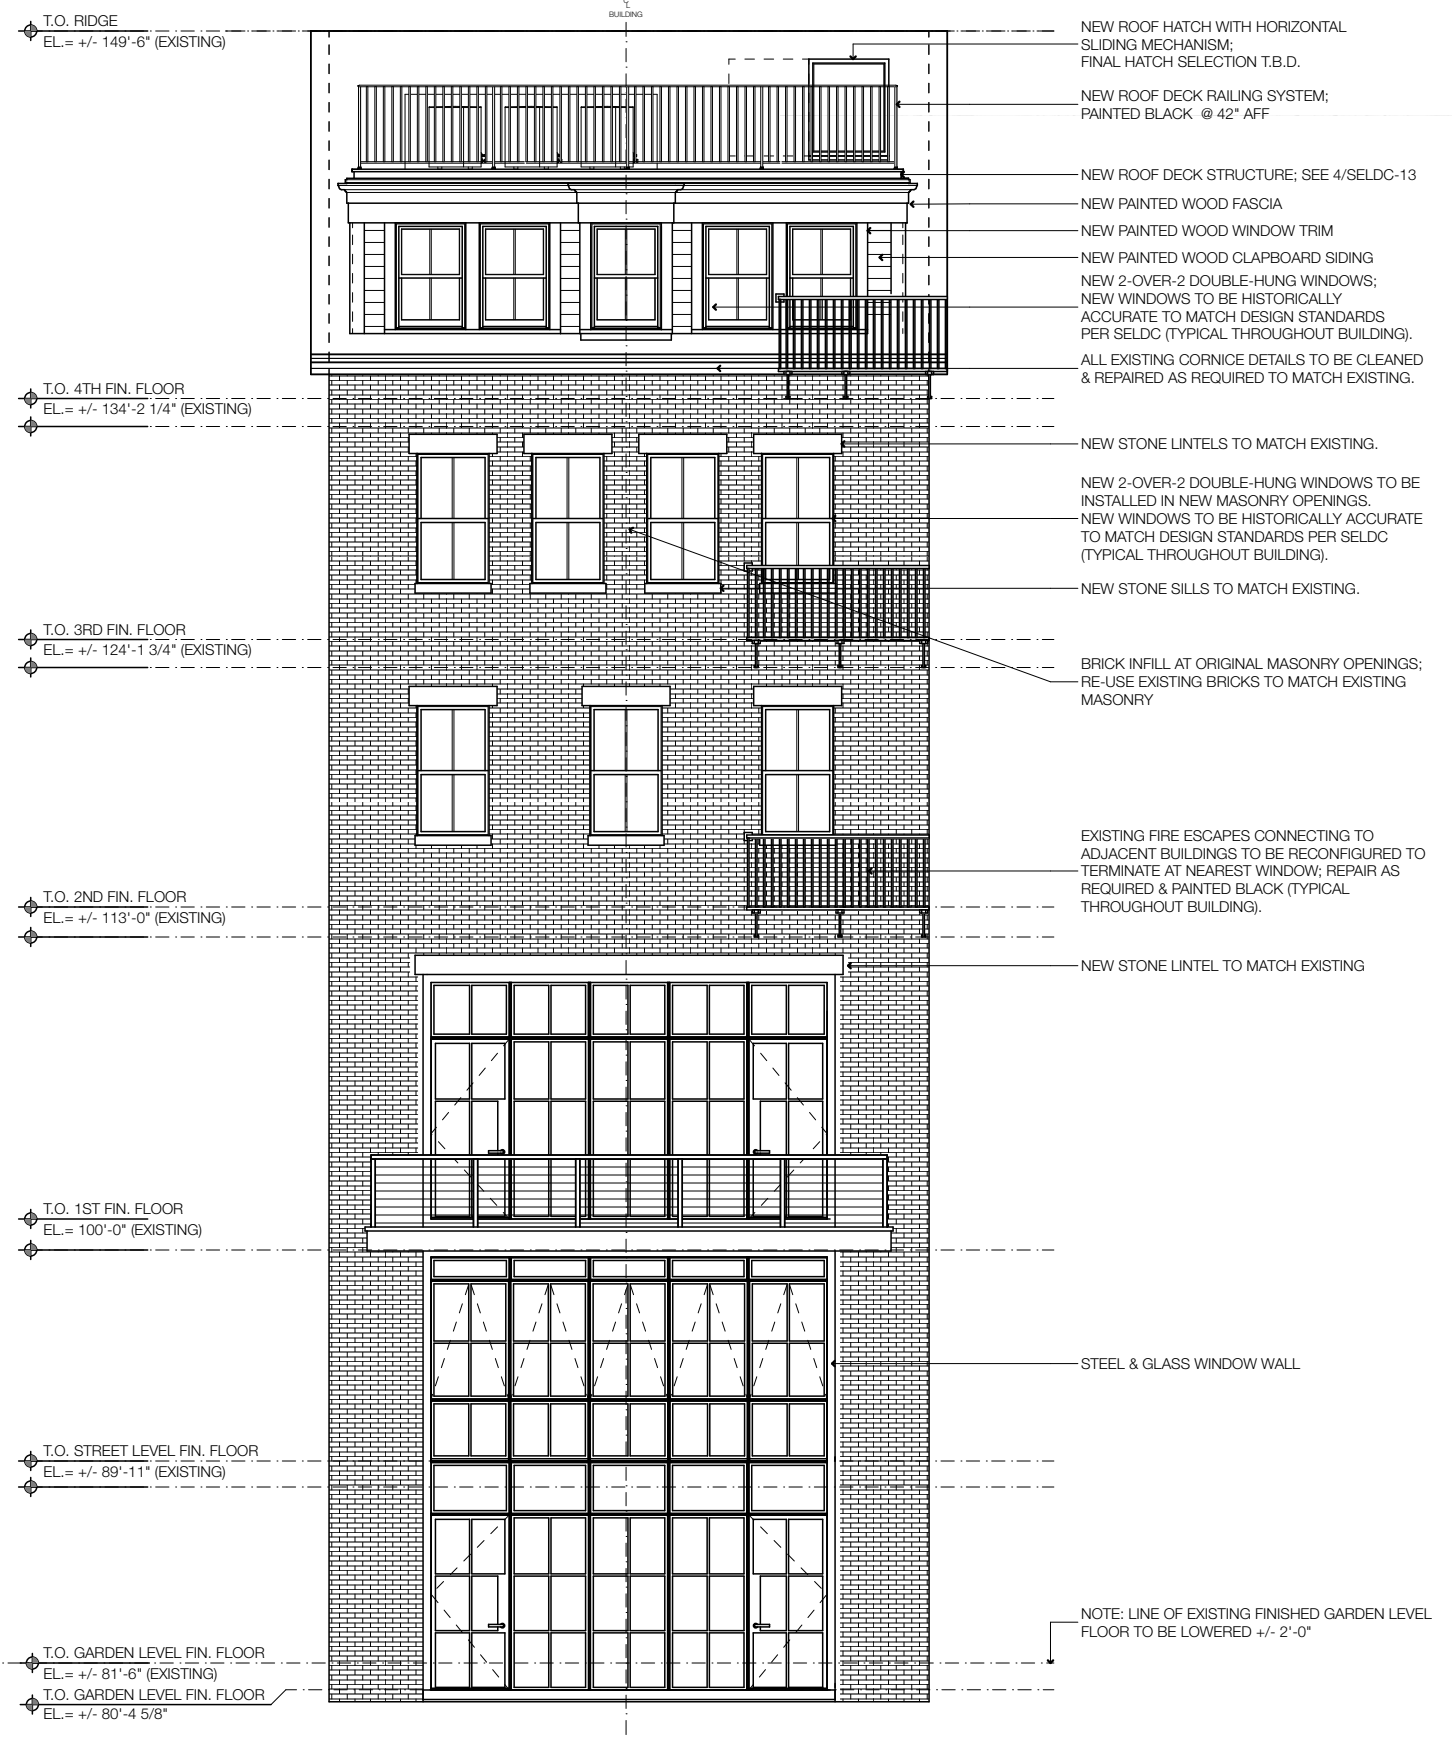 ℄
BUILDING
T.O. RIDGE
EL.= +/- 149'-6" (EXISTING)
T.O. 4TH FIN. FLOOR
EL.= +/- 134'-2 1/4" (EXISTING)
T.O. 3RD FIN. FLOOR
EL.= +/- 124'-1 3/4" (EXISTING)
T.O. 2ND FIN. FLOOR
EL.= +/- 113'-0" (EXISTING)
T.O. 1ST FIN. FLOOR
EL.= 100'-0" (EXISTING)
T.O. STREET LEVEL FIN. FLOOR
EL.= +/- 89'-11" (EXISTING)
T.O. GARDEN LEVEL FIN. FLOOR
EL.= +/- 81'-6" (EXISTING)
T.O. GARDEN LEVEL FIN. FLOOR
EL.= +/- 80'-4 5/8"
NEW ROOF HATCH WITH HORIZONTAL
SLIDING MECHANISM;
FINAL HATCH SELECTION T.B.D.
NEW ROOF DECK RAILING SYSTEM;
PAINTED BLACK @ 42" AFF
NEW ROOF DECK STRUCTURE; SEE 4/SELDC-13
NEW PAINTED WOOD FASCIA
NEW PAINTED WOOD WINDOW TRIM
NEW PAINTED WOOD CLAPBOARD SIDING
NEW 2-OVER-2 DOUBLE-HUNG WINDOWS;
NEW WINDOWS TO BE HISTORICALLY
ACCURATE TO MATCH DESIGN STANDARDS
PER SELDC (TYPICAL THROUGHOUT BUILDING).
ALL EXISTING CORNICE DETAILS TO BE CLEANED
& REPAIRED AS REQUIRED TO MATCH EXISTING.
NEW STONE LINTELS TO MATCH EXISTING.
NEW 2-OVER-2 DOUBLE-HUNG WINDOWS TO BE
INSTALLED IN NEW MASONRY OPENINGS.
NEW WINDOWS TO BE HISTORICALLY ACCURATE
TO MATCH DESIGN STANDARDS PER SELDC
(TYPICAL THROUGHOUT BUILDING).
NEW STONE SILLS TO MATCH EXISTING.
BRICK INFILL AT ORIGINAL MASONRY OPENINGS;
RE-USE EXISTING BRICKS TO MATCH EXISTING
MASONRY
EXISTING FIRE ESCAPES CONNECTING TO
ADJACENT BUILDINGS TO BE RECONFIGURED TO
TERMINATE AT NEAREST WINDOW; REPAIR AS
REQUIRED & PAINTED BLACK (TYPICAL
THROUGHOUT BUILDING).
NEW STONE LINTEL TO MATCH EXISTING
STEEL & GLASS WINDOW WALL
NOTE: LINE OF EXISTING FINISHED GARDEN LEVEL
FLOOR TO BE LOWERED +/- 2'-0"